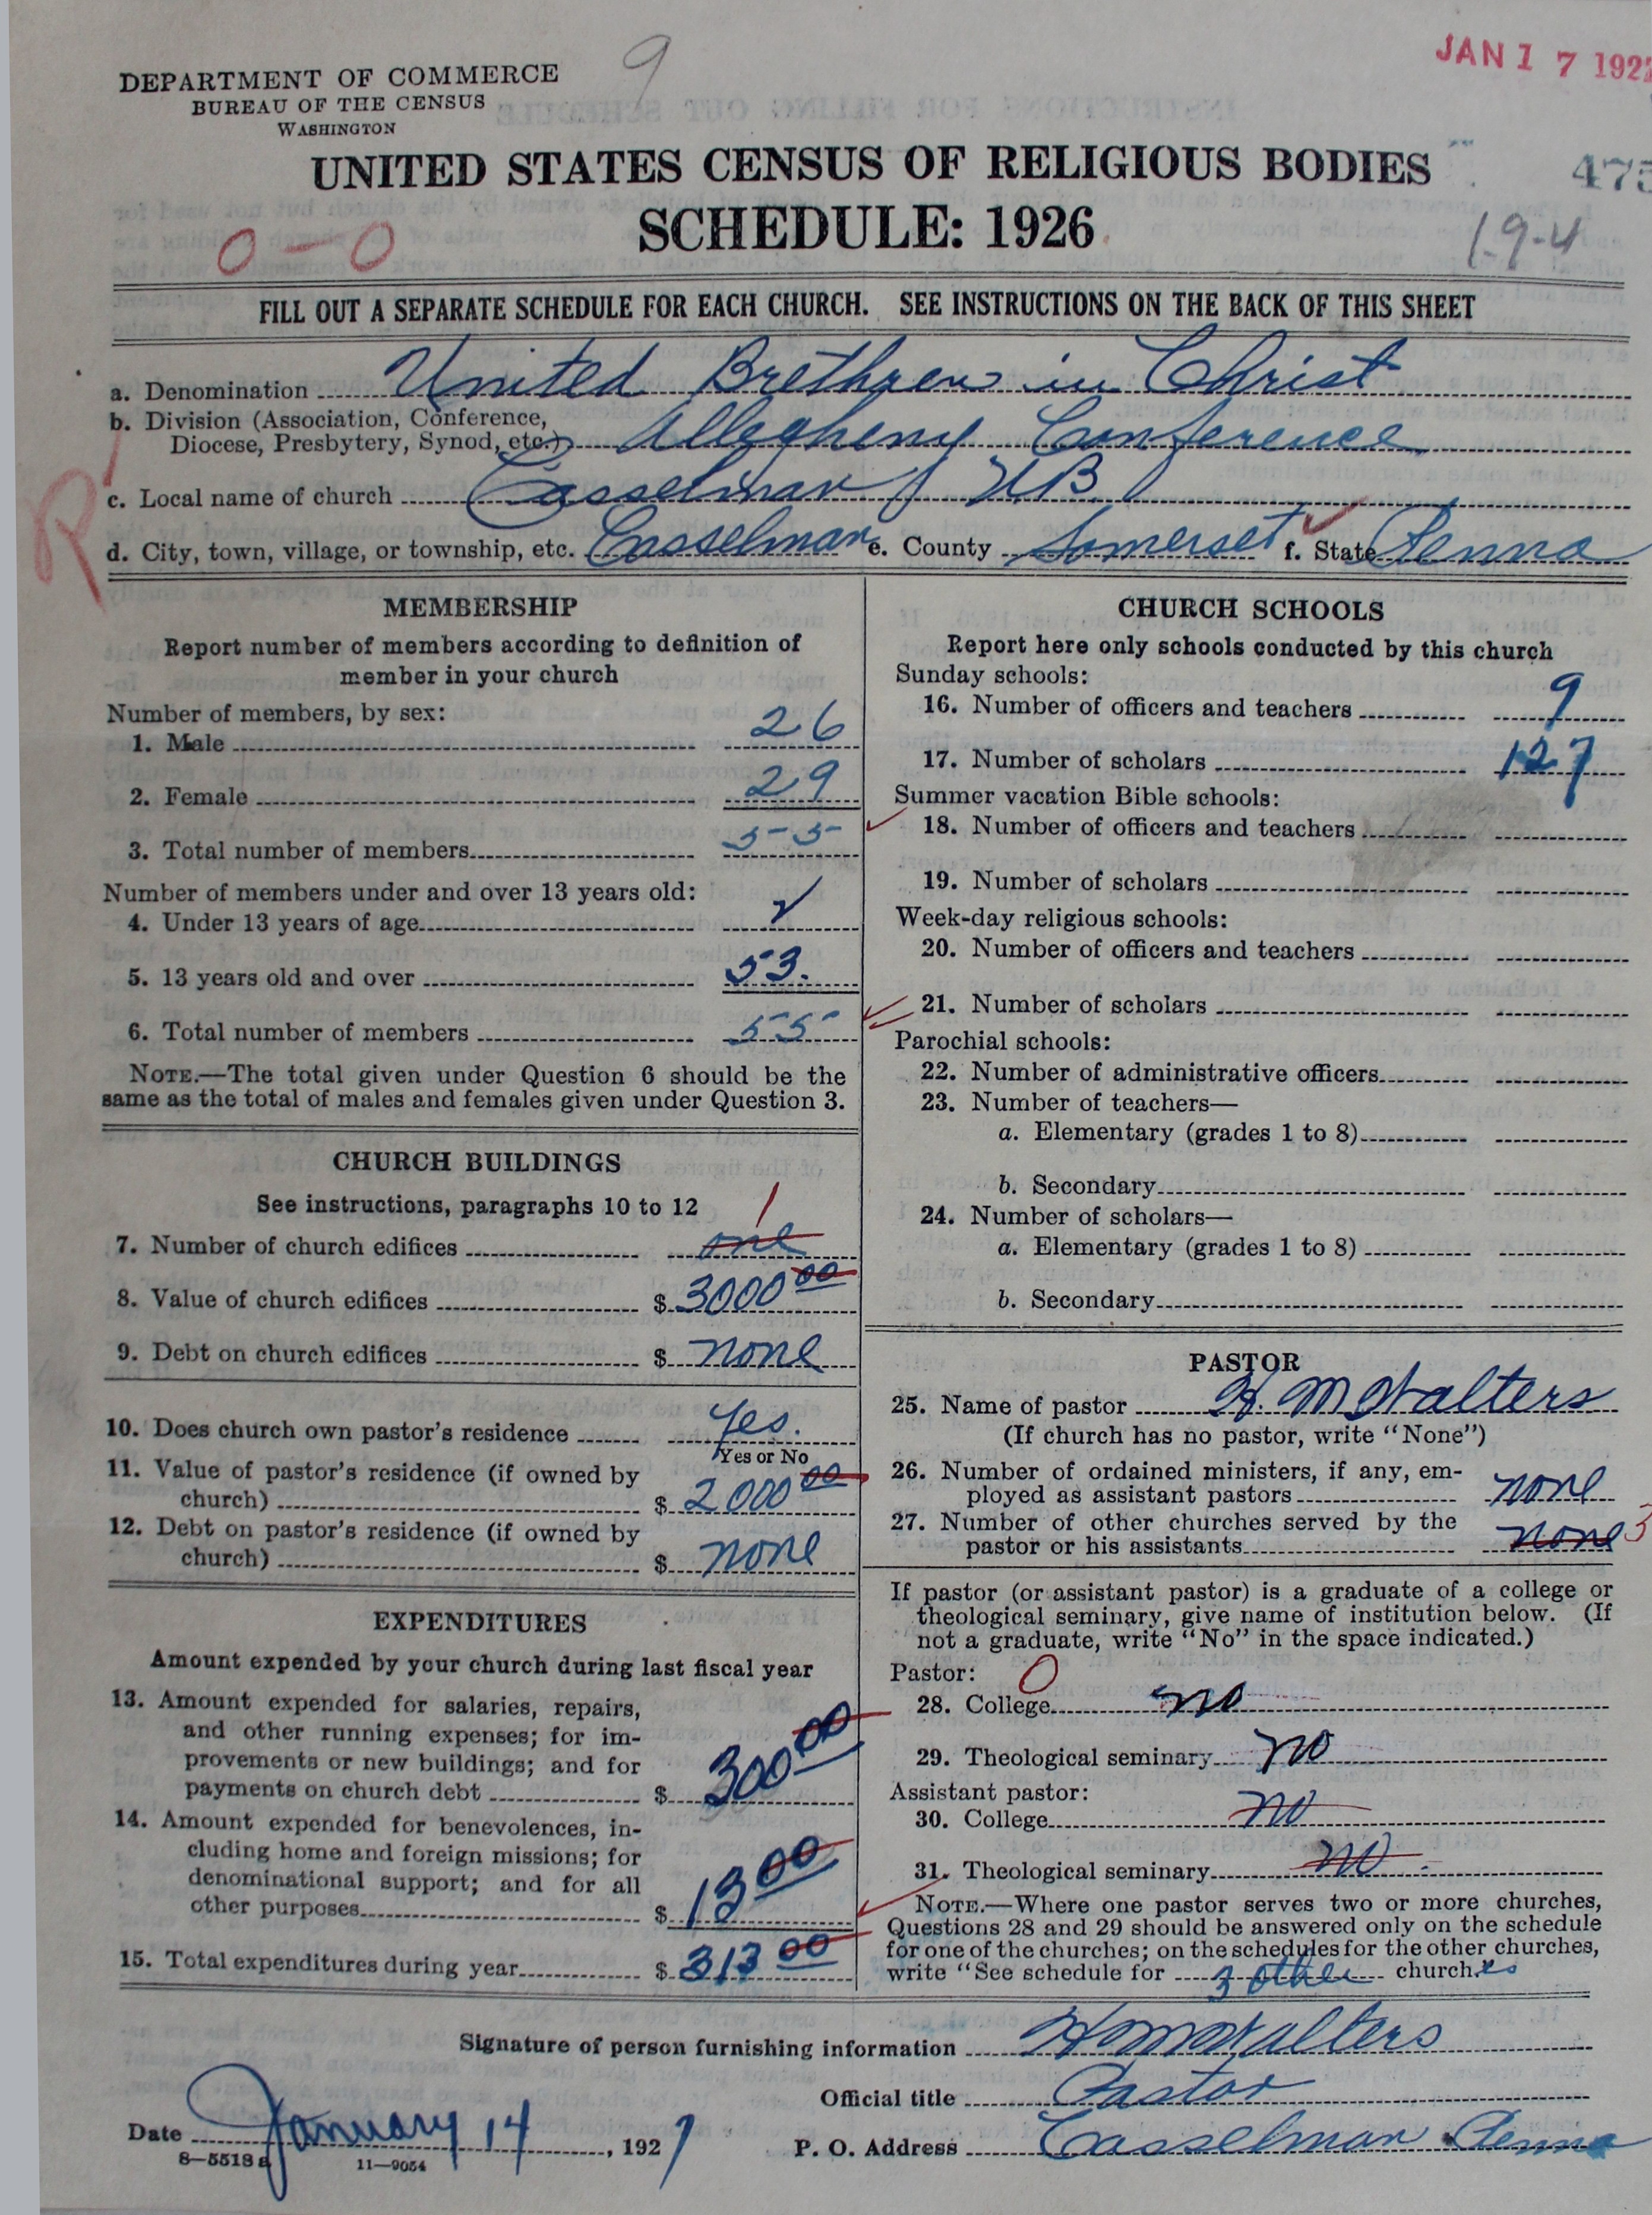 9
JAN 17 192
DEPARTMENT OF COMMERCE
BUREAU OF THE CENSUS
WASHINGTON
UNITED STATES CENSUS OF RELIGIOUS BODIES
475
SCHEDULE: 1926
0-0
19-4
FILL OUT A SEPARATE SCHEDULE FOR EACH CHURCH. SEE INSTRUCTIONS ON THE BACK OF THIS SHEET
a. Denomination United Brethren in Christ
b. Division (Association, Conference,
Diocese, Presbytery, Synod, etc.) Allegheny Conference
R
c. Local name of church Casselman UB
d. City, town, village, or township, etc. Casselman e. County Somerset f. State Penna
MEMBERSHIP
Report number of members according to definition of
member in your church
Number of members, by sex:
1. Male 26
2. Female 29
3. Total number of members 55
Number of members under and over 13 years old:
4. Under 13 years of age 2
5. 13 years old and over 53.
6. Total number of members 55
NOTE.—The total given under Question 6 should be the
same as the total of males and females given under Question 3.
CHURCH BUILDINGS
See instructions, paragraphs 10 to 12
1
7. Number of church edifices one
8. Value of church edifices $ 3000 00
9. Debt on church edifices $ none
10. Does church own pastor's residence Yes.
Yes or No
11. Value of pastor's residence (if owned by
church) $ 2000 00
12. Debt on pastor's residence (if owned by
church) $ none
EXPENDITURES
Amount expended by your church during last fiscal year
13. Amount expended for salaries, repairs,
and other running expenses; for im-
provements or new buildings; and for
payments on church debt $ 300 00
14. Amount expended for benevolences, in-
cluding home and foreign missions; for
denominational support; and for all
other purposes $ 13 00
15. Total expenditures during year $ 313 00
CHURCH SCHOOLS
Report here only schools conducted by this church
Sunday schools:
16. Number of officers and teachers 9
17. Number of scholars 127
Summer vacation Bible schools:
18. Number of officers and teachers
19. Number of scholars
Week-day religious schools:
20. Number of officers and teachers
21. Number of scholars
Parochial schools:
22. Number of administrative officers
23. Number of teachers—
a. Elementary (grades 1 to 8)
b. Secondary
24. Number of scholars—
a. Elementary (grades 1 to 8)
b. Secondary
PASTOR
25. Name of pastor H. M. Walters
(If church has no pastor, write "None")
26. Number of ordained ministers, if any, em-
ployed as assistant pastors none
27. Number of other churches served by the
pastor or his assistants none 3
If pastor (or assistant pastor) is a graduate of a college or
theological seminary, give name of institution below. (If
not a graduate, write "No" in the space indicated.)
Pastor: 0
28. College no
29. Theological seminary no
Assistant pastor:
30. College no
31. Theological seminary no
NOTE.—Where one pastor serves two or more churches,
Questions 28 and 29 should be answered only on the schedule
for one of the churches; on the schedules for the other churches,
write "See schedule for 3 other church.es
Signature of person furnishing information H M Walters
Official title Pastor
Date January 14, 1927
P. O. Address Casselman Penna
8—5518 a
11—9054